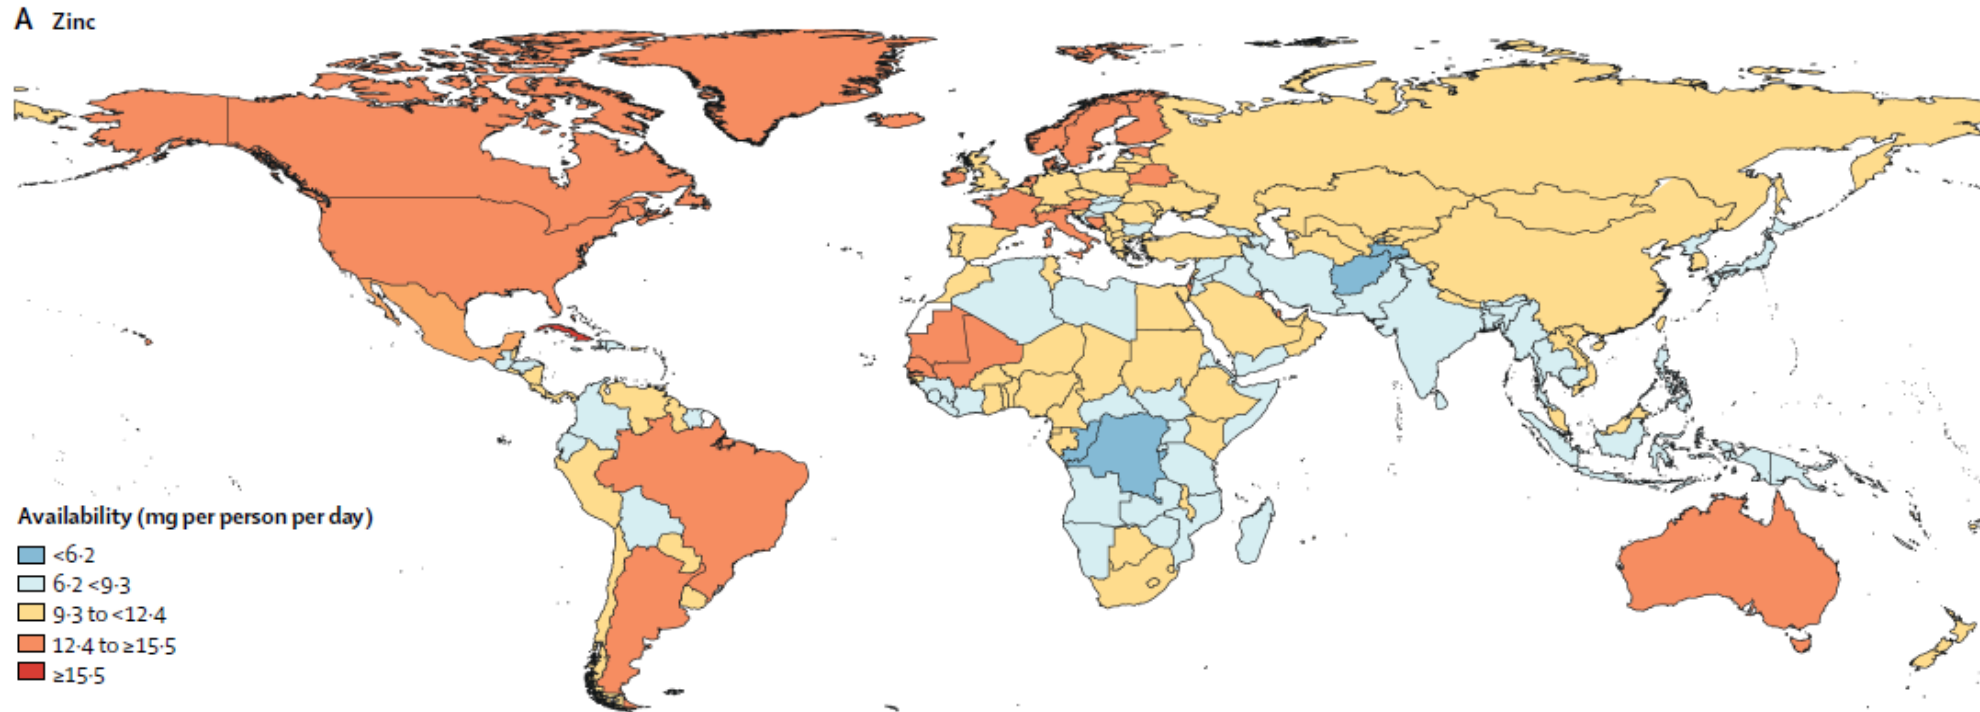 A Zinc
Availability (mg per person per day)
<6·2
6·2 <9·3
9·3 to <12·4
12·4 to ≥15·5
≥15·5